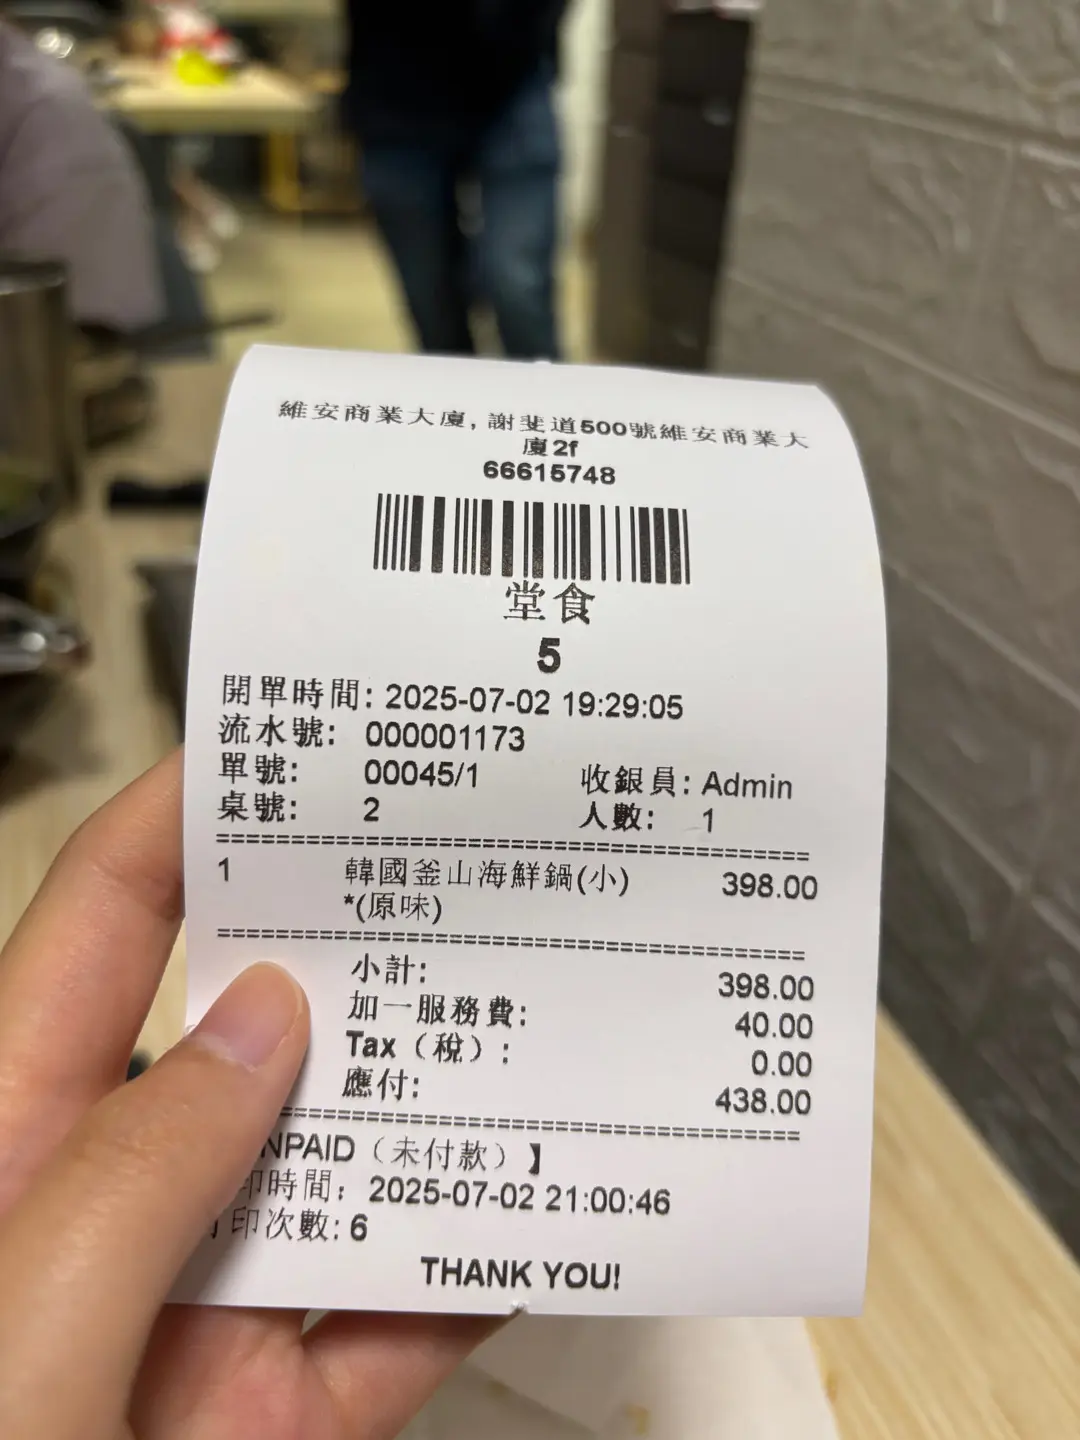 維安商業大廈, 謝斐道500號維安商業大
廈2f
66615748
堂食
5
開單時間: 2025-07-02 19:29:05
流水號: 000001173
單號: 00045/1 收銀員: Admin
桌號: 2 人數: 1
1 韓國釜山海鮮鍋(小) 398.00
*(原味)
小計: 398.00
加一服務費: 40.00
Tax（稅）: 0.00
應付: 438.00
NPAID（未付款）】
印時間: 2025-07-02 21:00:46
印次數: 6
THANK YOU!